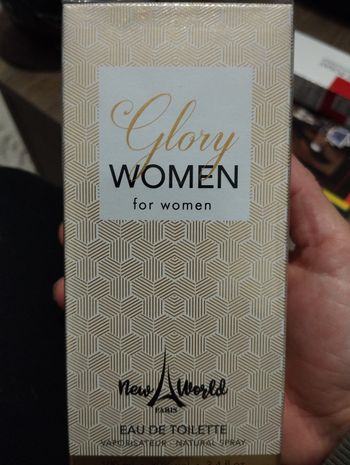 Glory
WOMEN
for women
New World
PARIS
EAU DE TOILETTE
VAPORISATEUR - NATURAL SPRAY